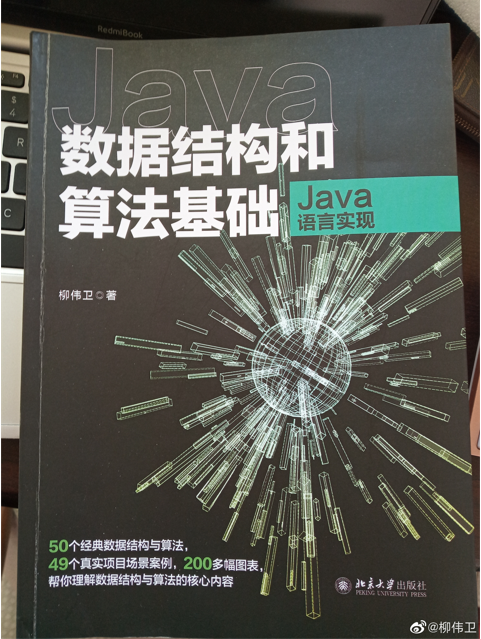 RedmiBook
$
4
R
C
Java
数据结构和
算法基础
Java
语言实现
柳伟卫◎著
50个经典数据结构与算法，
49个真实项目场景案例，200多幅图表，
帮你理解数据结构与算法的核心内容
北京大学出版社
PEKING UNIVERSITY PRESS
@柳伟卫